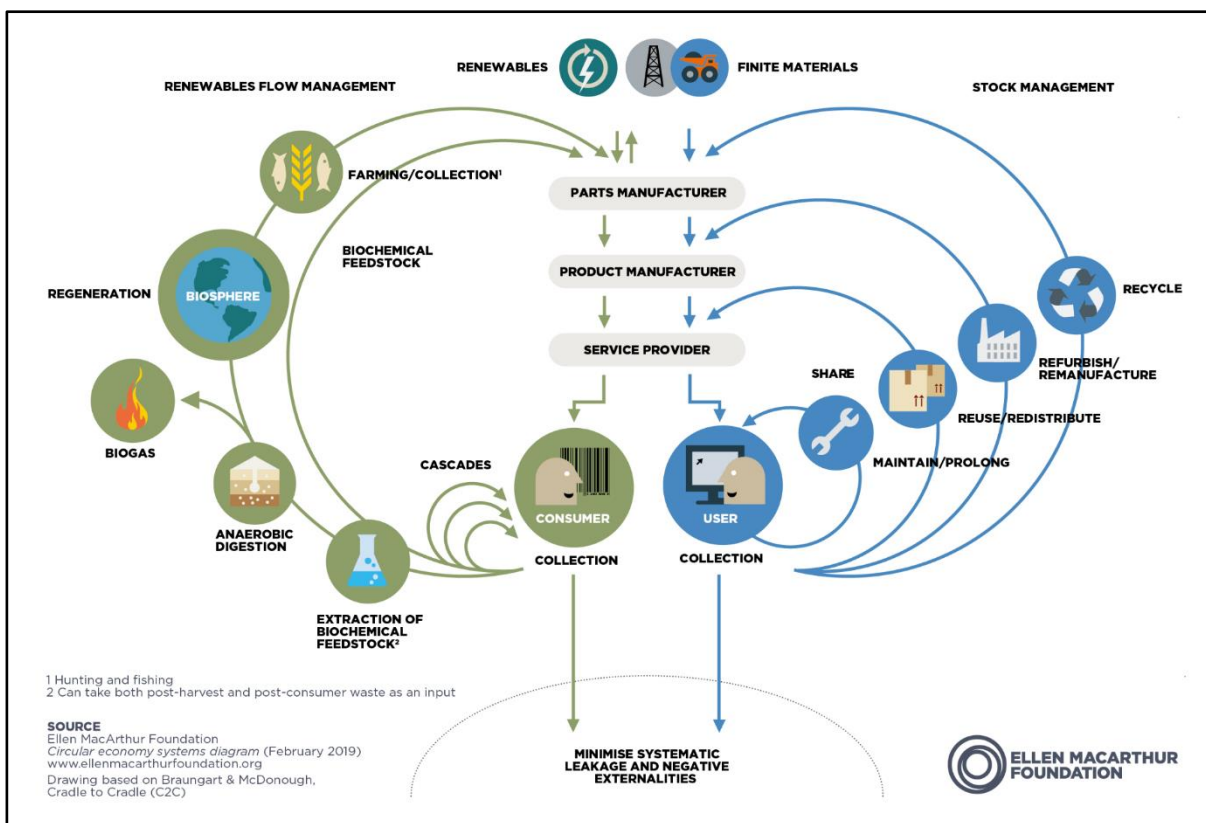 RENEWABLES
FINITE MATERIALS
RENEWABLES FLOW MANAGEMENT
STOCK MANAGEMENT
FARMING/COLLECTION¹
PARTS MANUFACTURER
BIOCHEMICAL
FEEDSTOCK
PRODUCT MANUFACTURER
REGENERATION
BIOSPHERE
RECYCLE
SERVICE PROVIDER
SHARE
REFURBISH/
REMANUFACTURE
REUSE/REDISTRIBUTE
BIOGAS
CASCADES
MAINTAIN/PROLONG
CONSUMER
USER
ANAEROBIC
DIGESTION
COLLECTION
COLLECTION
EXTRACTION OF
BIOCHEMICAL
FEEDSTOCK²
1 Hunting and fishing
2 Can take both post-harvest and post-consumer waste as an input
SOURCE
Ellen MacArthur Foundation
Circular economy systems diagram (February 2019)
www.ellenmacarthurfoundation.org
Drawing based on Braungart & McDonough,
Cradle to Cradle (C2C)
MINIMISE SYSTEMATIC
LEAKAGE AND NEGATIVE
EXTERNALITIES
ELLEN MACARTHUR
FOUNDATION